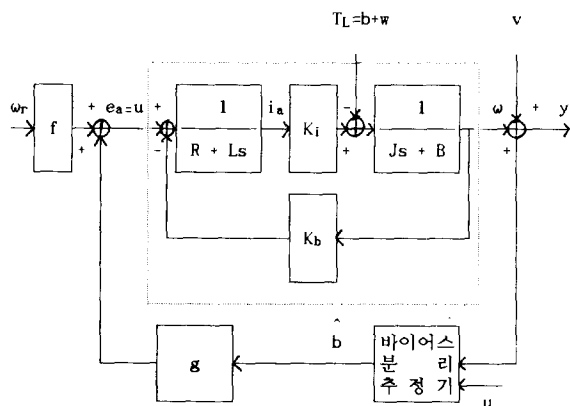 T_L=b+w
v
ω_r
f
+
e_a=u
+
+
-
1
R + Ls
i_a
K_i
-
+
1
Js + B
ω
+
+
y
K_b
g
^
b
바이어스
분 리
추 정 기
u